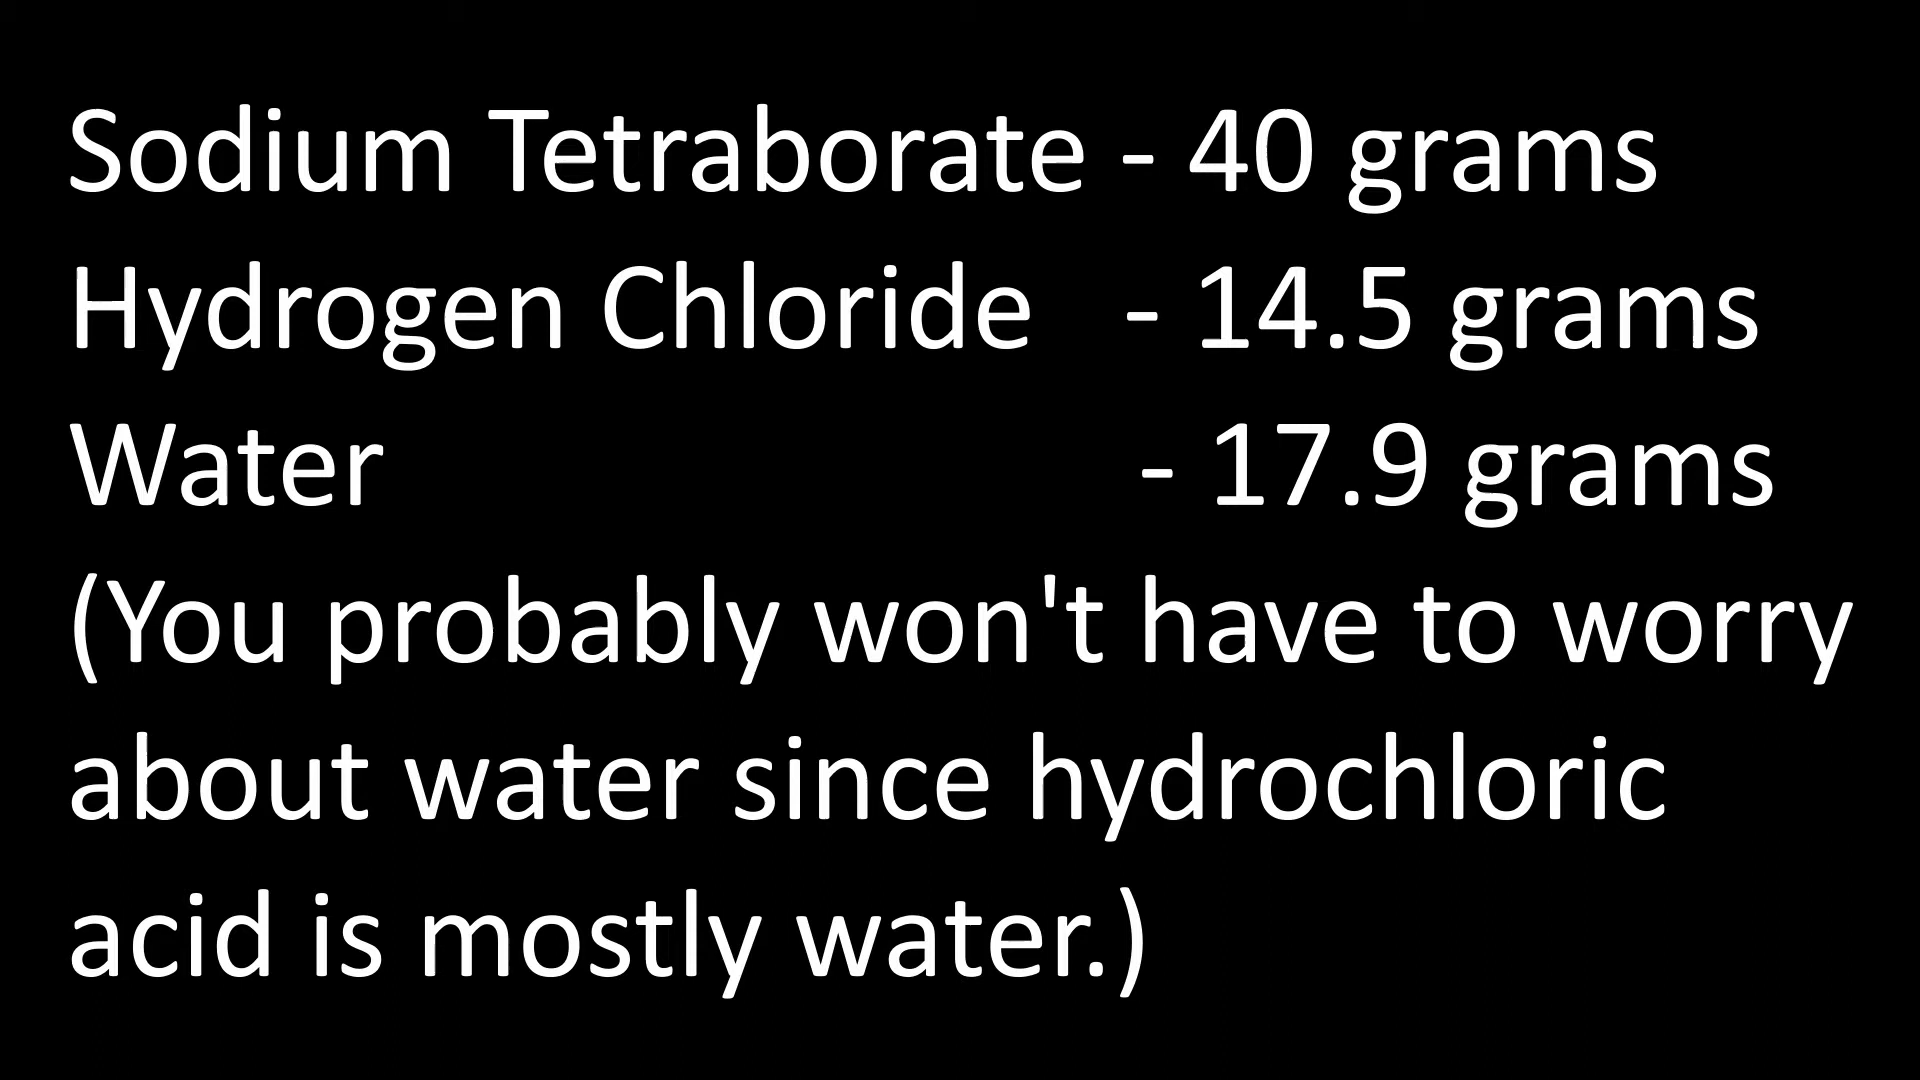 Sodium Tetraborate - 40 grams
Hydrogen Chloride - 14.5 grams
Water - 17.9 grams
(You probably won't have to worry
about water since hydrochloric
acid is mostly water.)